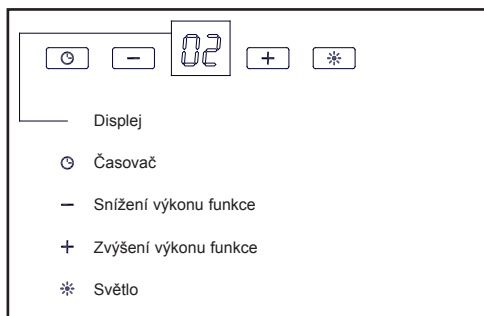 − 02 +
Displej
Časovač
− Snížení výkonu funkce
+ Zvýšení výkonu funkce
Světlo